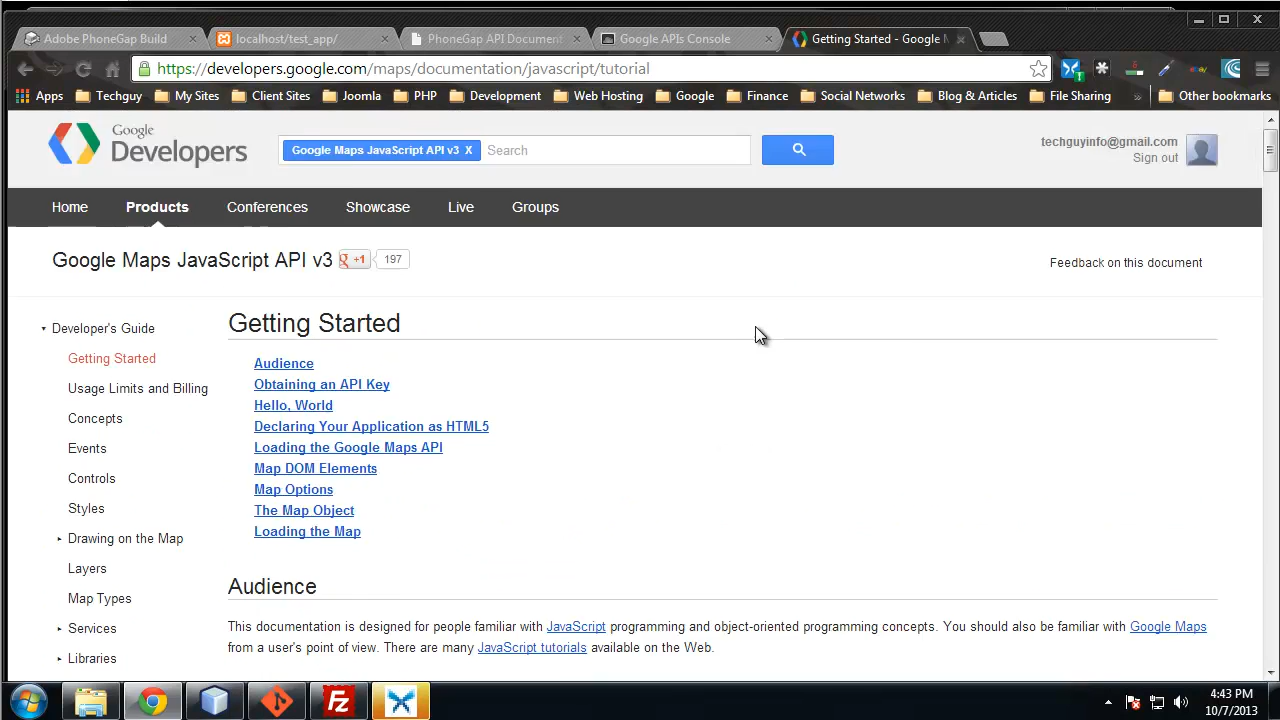 Adobe PhoneGap Build
localhost/test_app/
PhoneGap API Document
Google APIs Console
Getting Started - Google M
https://developers.google.com/maps/documentation/javascript/tutorial
Apps
Techguy
My Sites
Client Sites
Joomla
PHP
Development
Web Hosting
Google
Finance
Social Networks
Blog & Articles
File Sharing
»
Other bookmarks
Google
Developers
Google Maps JavaScript API v3 X
Search
techguyinfo@gmail.com
Sign out
Home
Products
Conferences
Showcase
Live
Groups
Google Maps JavaScript API v3
+1
197
Feedback on this document
Developer's Guide
Getting Started
Usage Limits and Billing
Concepts
Events
Controls
Styles
Drawing on the Map
Layers
Map Types
Services
Libraries
Getting Started
Audience
Obtaining an API Key
Hello, World
Declaring Your Application as HTML5
Loading the Google Maps API
Map DOM Elements
Map Options
The Map Object
Loading the Map
Audience
This documentation is designed for people familiar with JavaScript programming and object-oriented programming concepts. You should also be familiar with Google Maps
from a user's point of view. There are many JavaScript tutorials available on the Web.
4:43 PM
10/7/2013